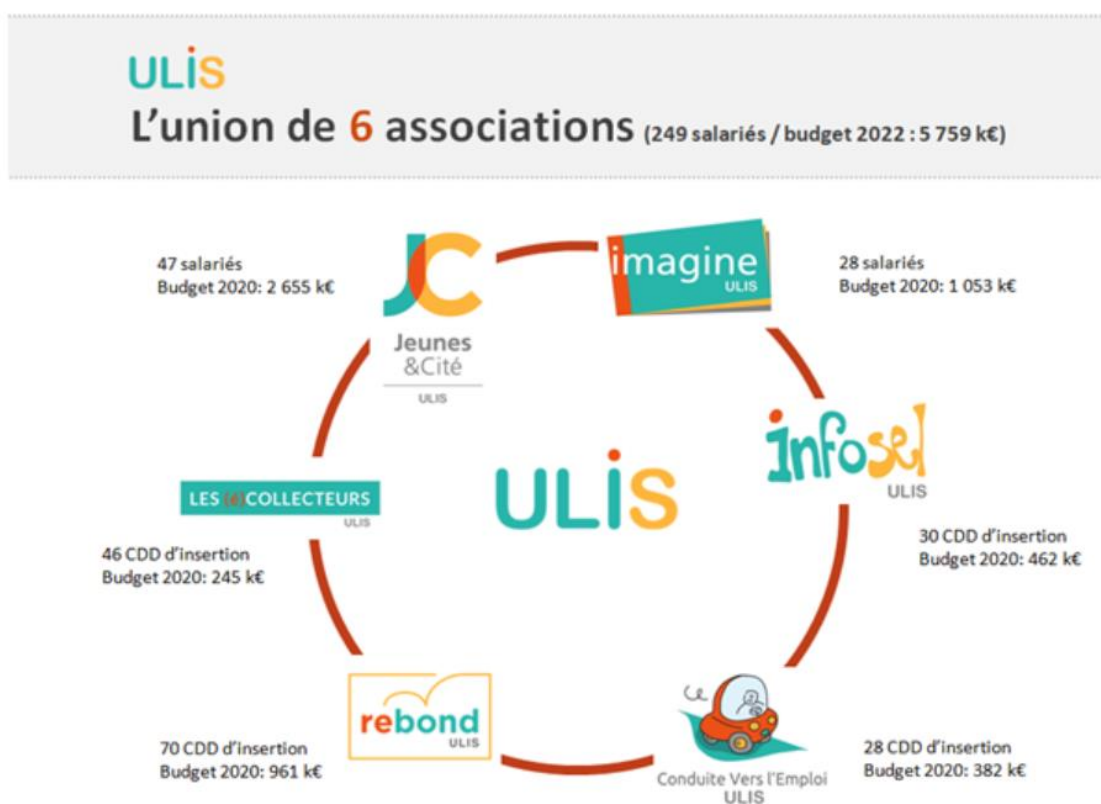 ULiS
L'union de 6 associations (249 salariés / budget 2022 : 5 759 k€)
JC
Jeunes
&Cité
ULIS
47 salariés
Budget 2020: 2 655 k€
imagine
ULIS
28 salariés
Budget 2020: 1 053 k€
infosel
ULIS
30 CDD d'insertion
Budget 2020: 462 k€
ULiS
LES (é)COLLECTEURS
ULIS
46 CDD d'insertion
Budget 2020: 245 k€
rebond
ULIS
70 CDD d'insertion
Budget 2020: 961 k€
Conduite Vers l'Emploi
ULIS
28 CDD d'insertion
Budget 2020: 382 k€